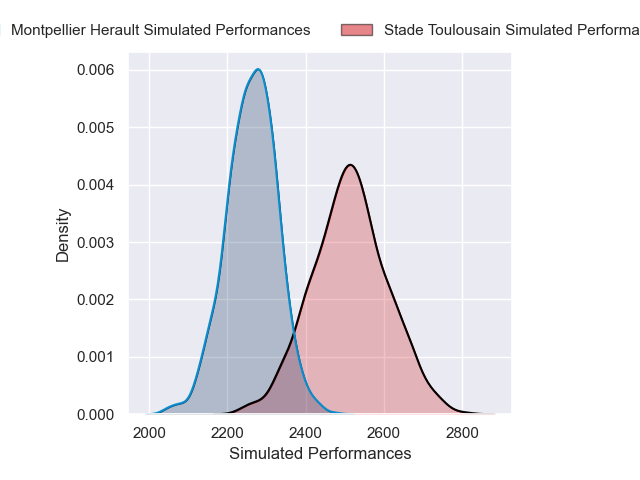 Montpellier Herault Simulated Performances
Stade Toulousain Simulated Performa
0.006
0.005
0.004
0.003
0.002
0.001
0.000
Density
2000 2200 2400 2600 2800
Simulated Performances